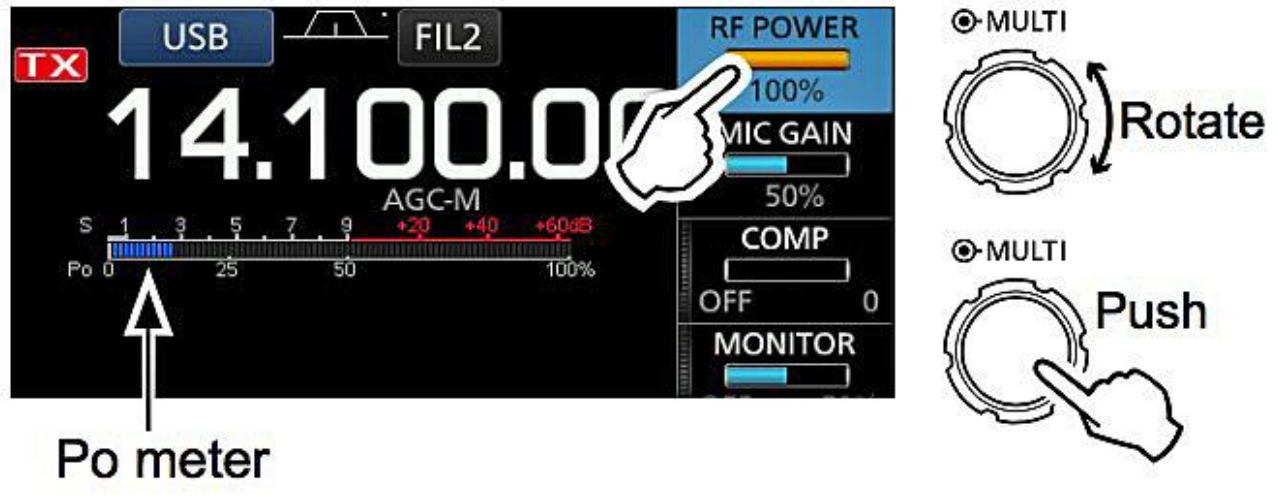 USB
FIL2
TX
14.100.00
AGC-M
S 1 3 5 7 9 +20 +40 +60dB
Po 0 25 50 100%
RF POWER
100%
MIC GAIN
50%
COMP
OFF 0
MONITOR
MULTI
Rotate
MULTI
Push
Po meter